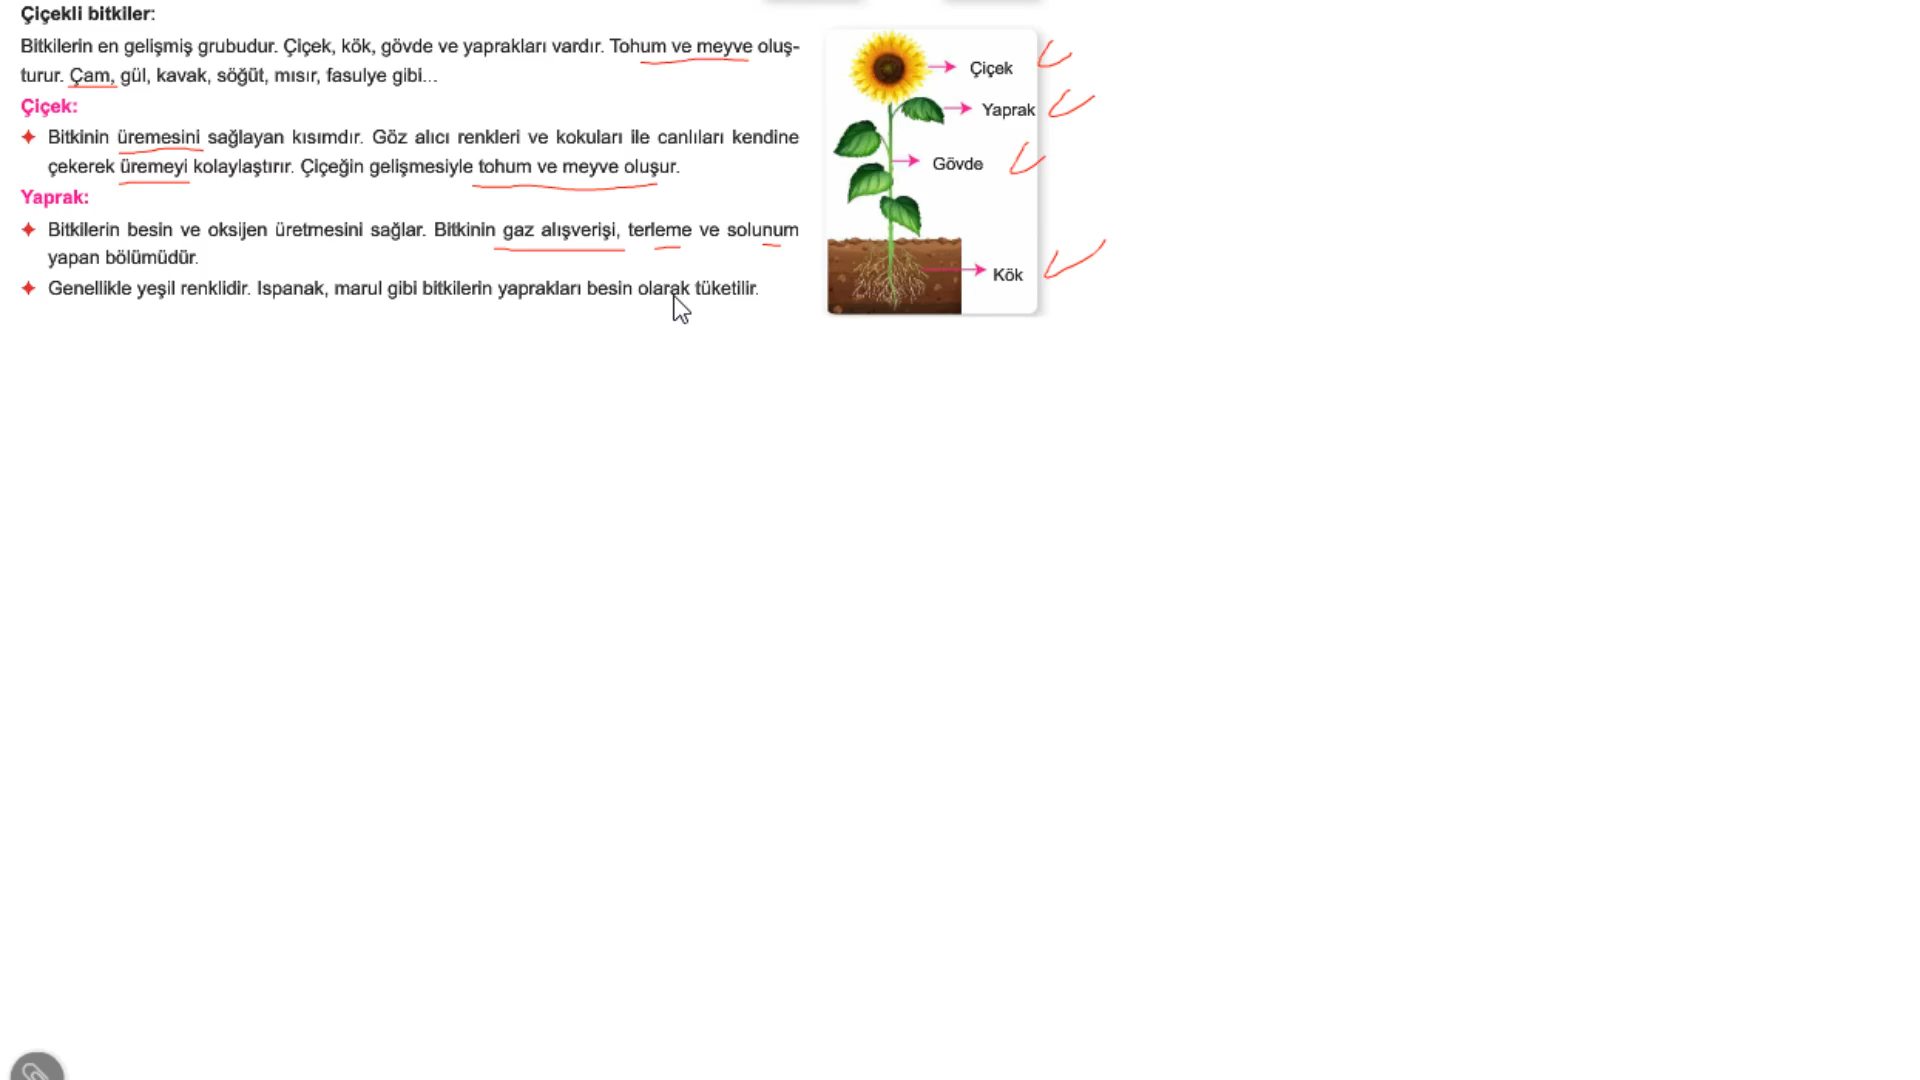 Çiçekli bitkiler:
Bitkilerin en gelişmiş grubudur. Çiçek, kök, gövde ve yaprakları vardır. Tohum ve meyve oluş-
turur. Çam, gül, kavak, söğüt, mısır, fasulye gibi...
Çiçek:
Bitkinin üremesini sağlayan kısımdır. Göz alıcı renkleri ve kokuları ile canlıları kendine
çekerek üremeyi kolaylaştırır. Çiçeğin gelişmesiyle tohum ve meyve oluşur.
Yaprak:
Bitkilerin besin ve oksijen üretmesini sağlar. Bitkinin gaz alışverişi, terleme ve solunum
yapan bölümüdür.
Genellikle yeşil renklidir. Ispanak, marul gibi bitkilerin yaprakları besin olarak tüketilir.
Çiçek
Yaprak
Gövde
Kök